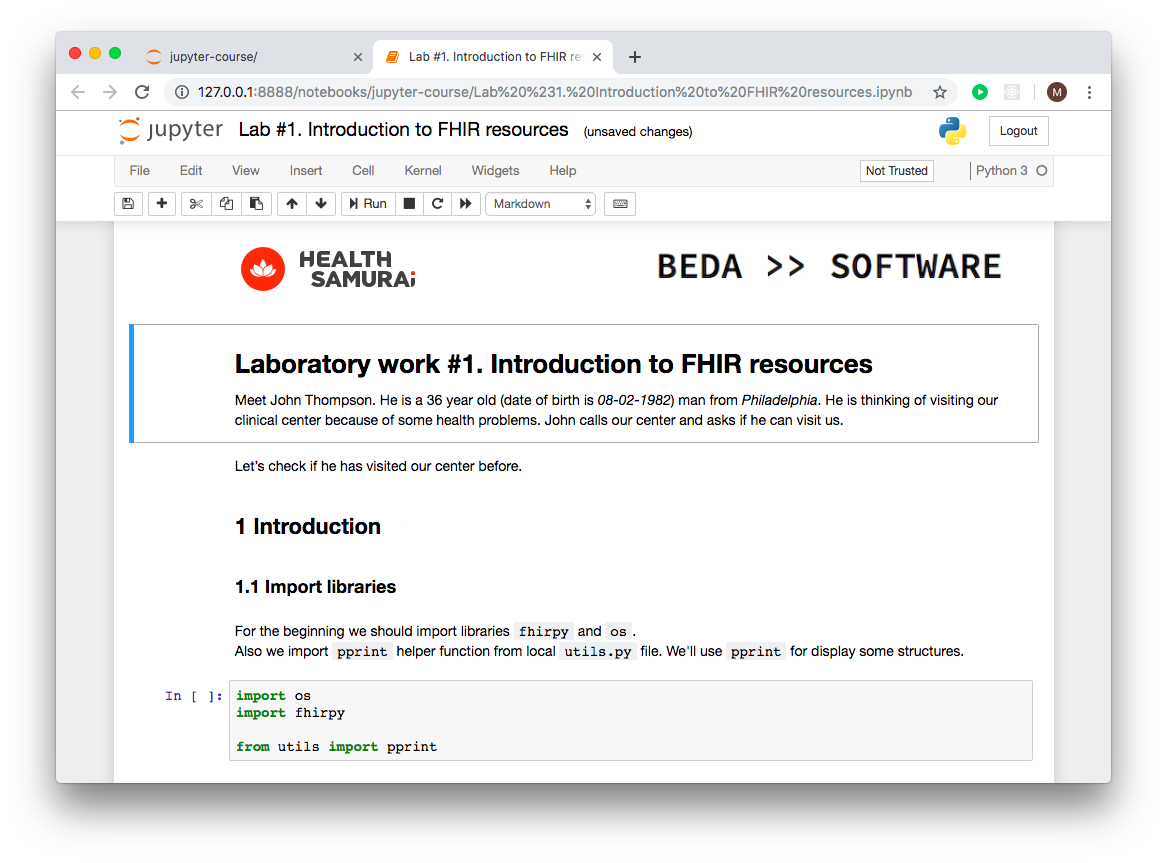 jupyter-course/
Lab #1. Introduction to FHIR re
127.0.0.1:8888/notebooks/jupyter-course/Lab%20%231.%20Introduction%20to%20FHIR%20resources.ipynb
M
jupyter Lab #1. Introduction to FHIR resources (unsaved changes)
Logout
File Edit View Insert Cell Kernel Widgets Help
Not Trusted
Python 3
Run
Markdown
HEALTH
SAMURAi
BEDA >> SOFTWARE
Laboratory work #1. Introduction to FHIR resources
Meet John Thompson. He is a 36 year old (date of birth is 08-02-1982) man from Philadelphia. He is thinking of visiting our
clinical center because of some health problems. John calls our center and asks if he can visit us.
Let's check if he has visited our center before.
1 Introduction
1.1 Import libraries
For the beginning we should import libraries fhirpy and os .
Also we import pprint helper function from local utils.py file. We'll use pprint for display some structures.
In [ ]:
import os
import fhirpy
from utils import pprint